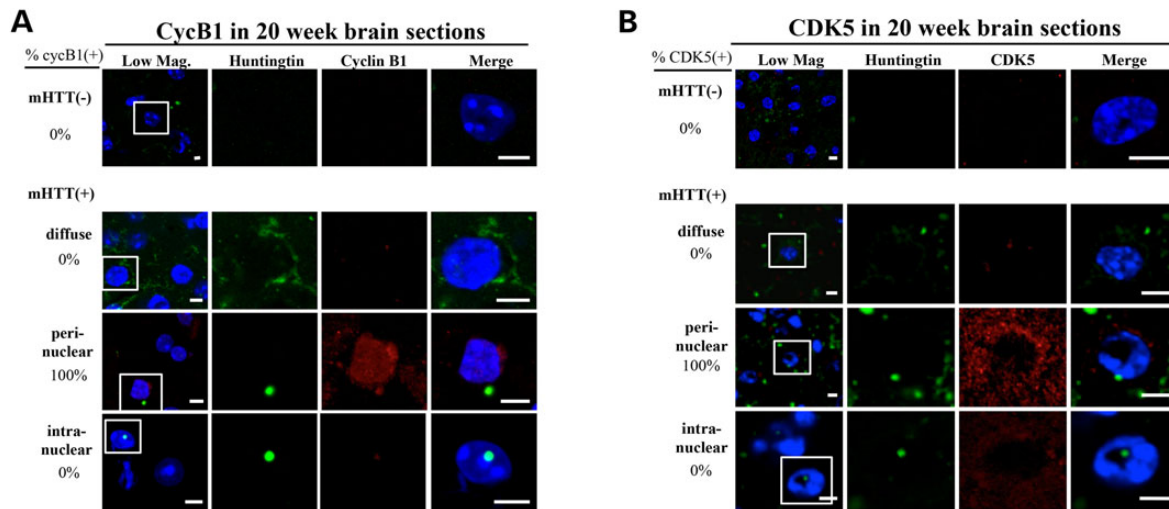 A
CycB1 in 20 week brain sections
% cycB1(+)
Low Mag. Huntingtin Cyclin B1 Merge
mHTT(-)
0%
mHTT(+)
diffuse
0%
peri-
nuclear
100%
intra-
nuclear
0%
B
CDK5 in 20 week brain sections
% CDK5(+)
Low Mag Huntingtin CDK5 Merge
mHTT(-)
0%
mHTT(+)
diffuse
0%
peri-
nuclear
100%
intra-
nuclear
0%